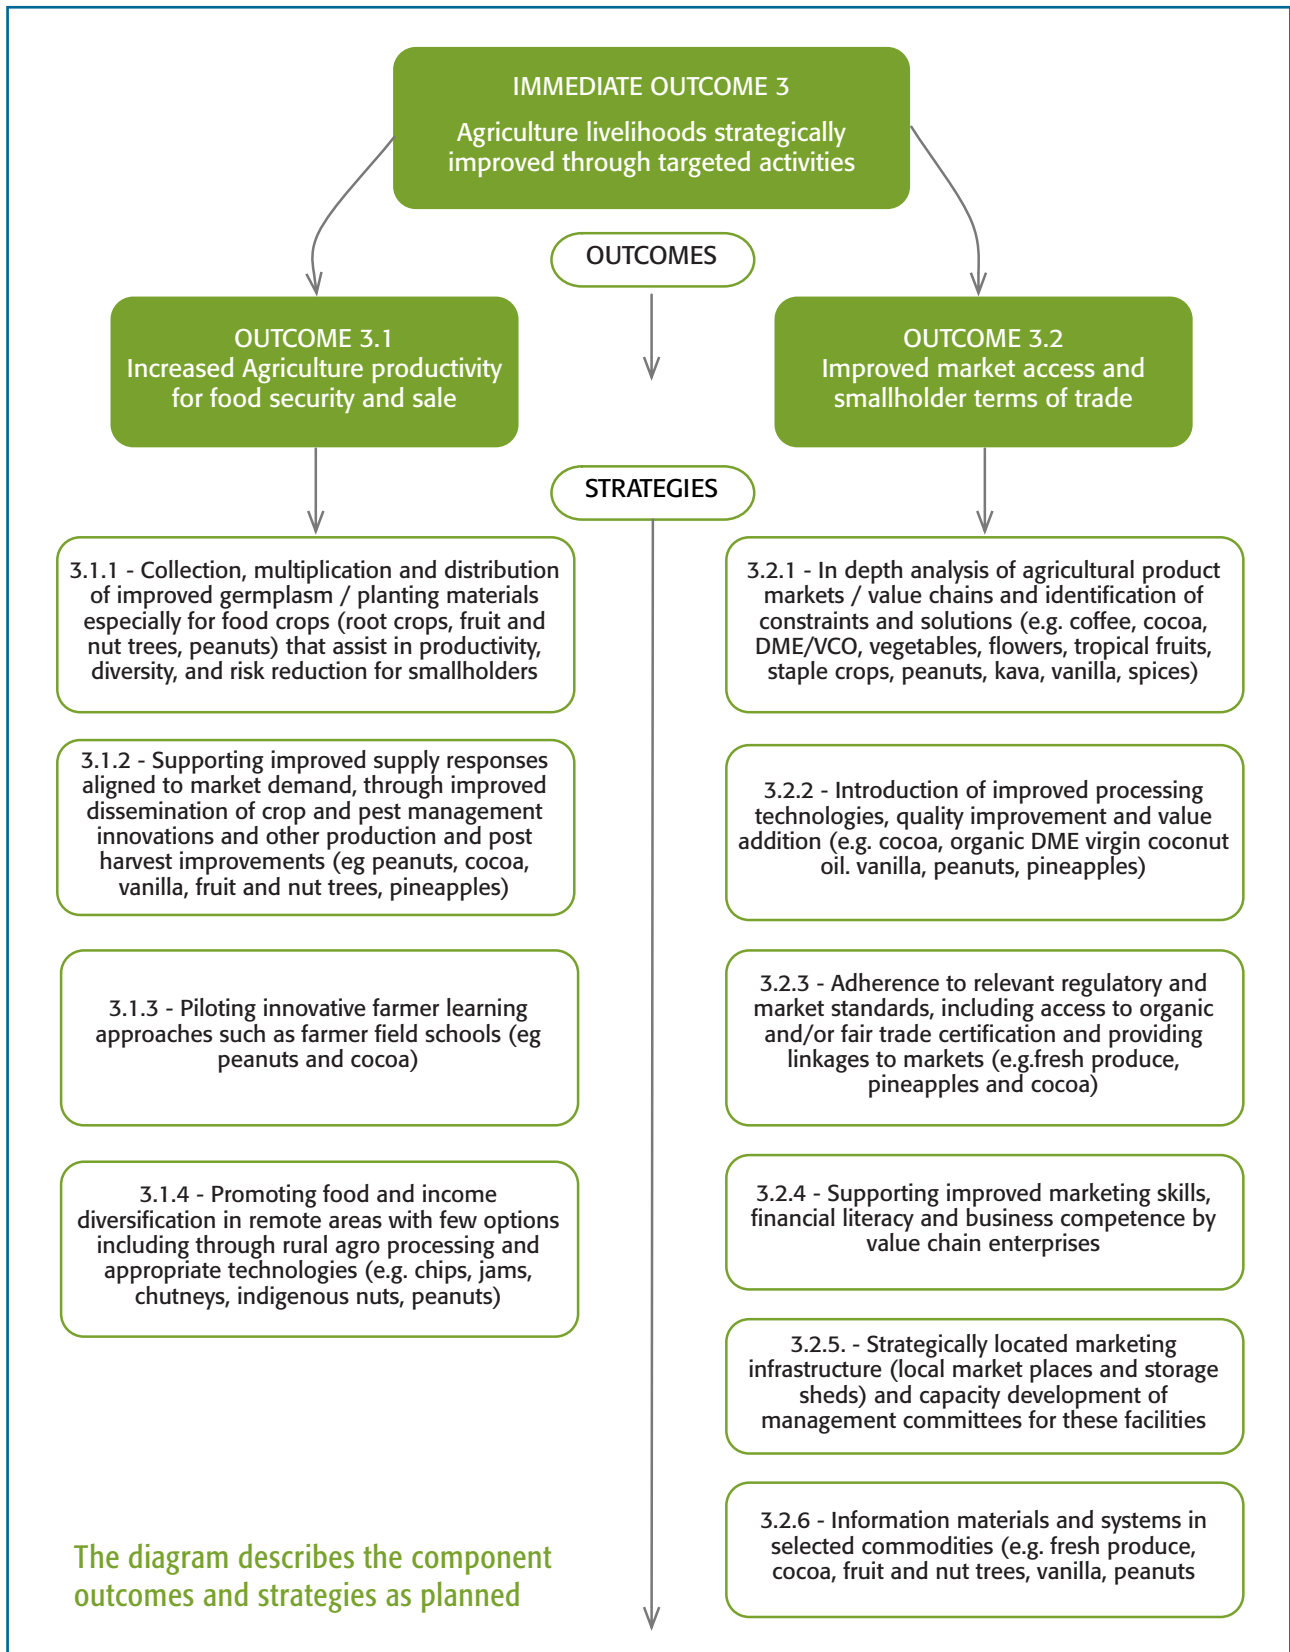 IMMEDIATE OUTCOME 3
Agriculture livelihoods strategically
improved through targeted activities
OUTCOMES
OUTCOME 3.1
Increased Agriculture productivity
for food security and sale
OUTCOME 3.2
Improved market access and
smallholder terms of trade
STRATEGIES
3.1.1 - Collection, multiplication and distribution
of improved germplasm / planting materials
especially for food crops (root crops, fruit and
nut trees, peanuts) that assist in productivity,
diversity, and risk reduction for smallholders
3.1.2 - Supporting improved supply responses
aligned to market demand, through improved
dissemination of crop and pest management
innovations and other production and post
harvest improvements (eg peanuts, cocoa,
vanilla, fruit and nut trees, pineapples)
3.1.3 - Piloting innovative farmer learning
approaches such as farmer field schools (eg
peanuts and cocoa)
3.1.4 - Promoting food and income
diversification in remote areas with few options
including through rural agro processing and
appropriate technologies (e.g. chips, jams,
chutneys, indigenous nuts, peanuts)
3.2.1 - In depth analysis of agricultural product
markets / value chains and identification of
constraints and solutions (e.g. coffee, cocoa,
DME/VCO, vegetables, flowers, tropical fruits,
staple crops, peanuts, kava, vanilla, spices)
3.2.2 - Introduction of improved processing
technologies, quality improvement and value
addition (e.g. cocoa, organic DME virgin coconut
oil. vanilla, peanuts, pineapples)
3.2.3 - Adherence to relevant regulatory and
market standards, including access to organic
and/or fair trade certification and providing
linkages to markets (e.g.fresh produce,
pineapples and cocoa)
3.2.4 - Supporting improved marketing skills,
financial literacy and business competence by
value chain enterprises
3.2.5. - Strategically located marketing
infrastructure (local market places and storage
sheds) and capacity development of
management committees for these facilities
3.2.6 - Information materials and systems in
selected commodities (e.g. fresh produce,
cocoa, fruit and nut trees, vanilla, peanuts
The diagram describes the component
outcomes and strategies as planned